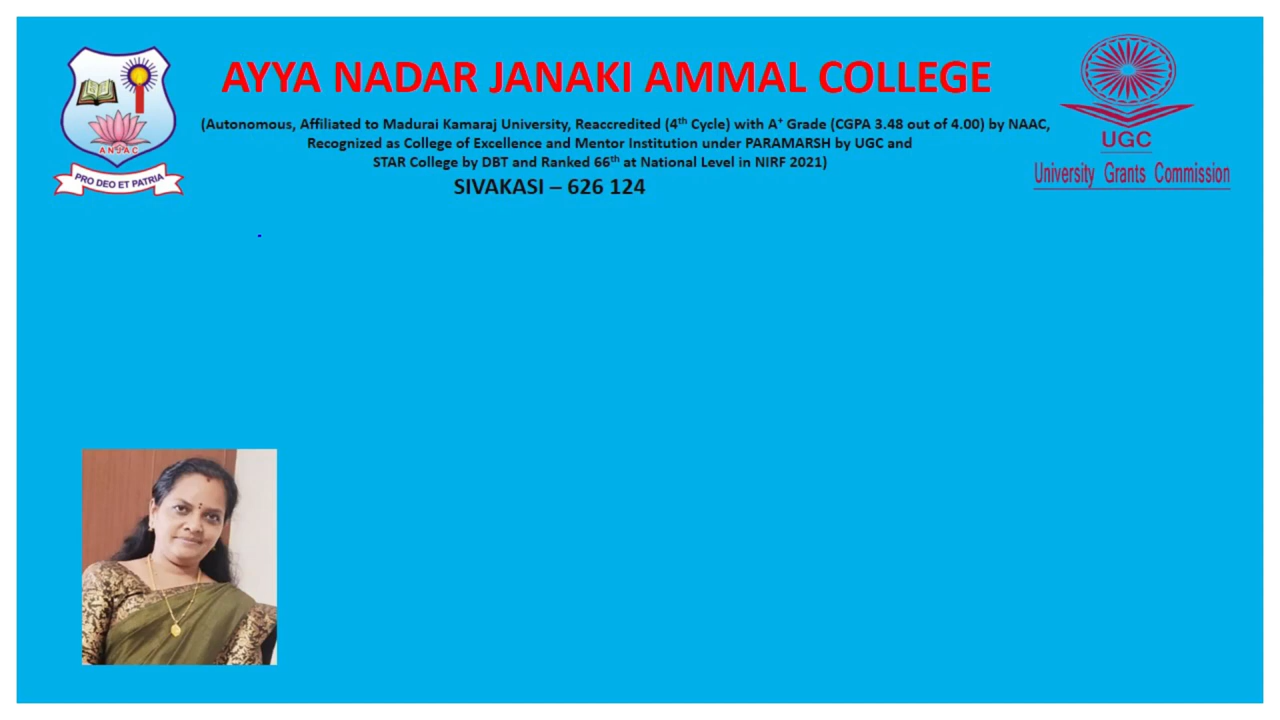 AYYA NADAR JANAKI AMMAL COLLEGE
(Autonomous, Affiliated to Madurai Kamaraj University, Reaccredited (4th Cycle) with A+ Grade (CGPA 3.48 out of 4.00) by NAAC,
Recognized as College of Excellence and Mentor Institution under PARAMARSH by UGC and
STAR College by DBT and Ranked 66th at National Level in NIRF 2021)
SIVAKASI – 626 124
ANJAC
PRO DEO ET PATRIA
UGC
University Grants Commission